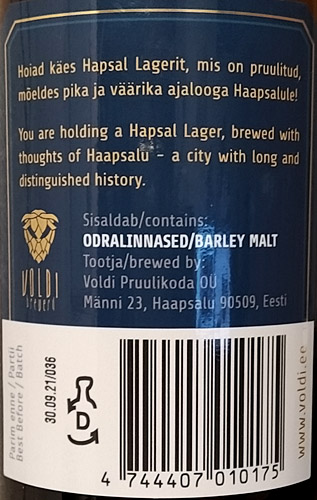 Hoiad käes Hapsal Lagerit, mis on pruulitud,
mõeldes pika ja väärika ajalooga Haapsalule!
You are holding a Hapsal Lager, brewed with
thoughts of Haapsalu - a city with long and
distinguished history.
VOLDI
Brewerd
Sisaldab/contains:
ODRALINNASED/BARLEY MALT
Tootja/brewed by:
Voldi Pruulikoda OÜ
Männi 23, Haapsalu 90509, Eesti
Parim enne / Partii
Best Before / Batch
30.09.21/036
D
4 744407 010175
www.voldi.ee